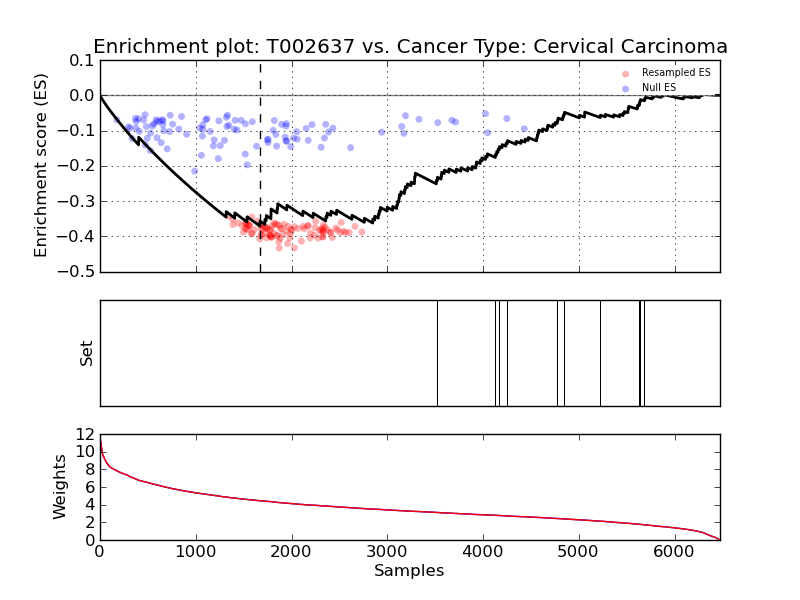 Enrichment plot: T002637 vs. Cancer Type: Cervical Carcinoma
Enrichment score (ES)
0.1
0.0
−0.1
−0.2
−0.3
−0.4
−0.5
Resampled ES
Null ES
Set
Weights
12
10
8
6
4
2
0
0 1000 2000 3000 4000 5000 6000
Samples